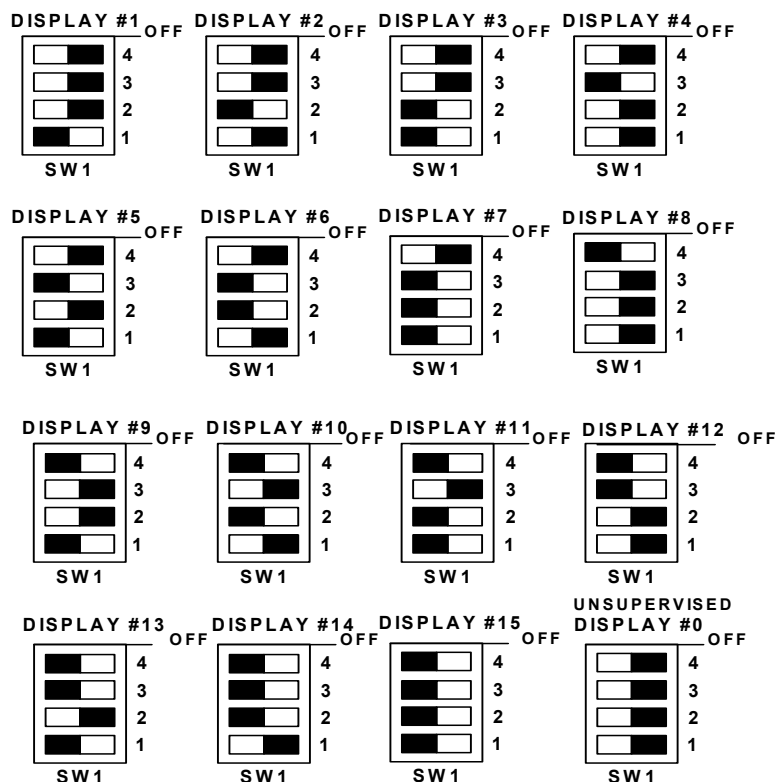 DISPLAY #1 OFF
4
3
2
1
SW1
DISPLAY #2 OFF
4
3
2
1
SW1
DISPLAY #3 OFF
4
3
2
1
SW1
DISPLAY #4 OFF
4
3
2
1
SW1
DISPLAY #5 OFF
4
3
2
1
SW1
DISPLAY #6 OFF
4
3
2
1
SW1
DISPLAY #7 OFF
4
3
2
1
SW1
DISPLAY #8 OFF
4
3
2
1
SW1
DISPLAY #9 OFF
4
3
2
1
SW1
DISPLAY #10 OFF
4
3
2
1
SW1
DISPLAY #11 OFF
4
3
2
1
SW1
DISPLAY #12 OFF
4
3
2
1
SW1
DISPLAY #13 OFF
4
3
2
1
SW1
DISPLAY #14 OFF
4
3
2
1
SW1
DISPLAY #15 OFF
4
3
2
1
SW1
UNSUPERVISED
DISPLAY #0 OFF
4
3
2
1
SW1